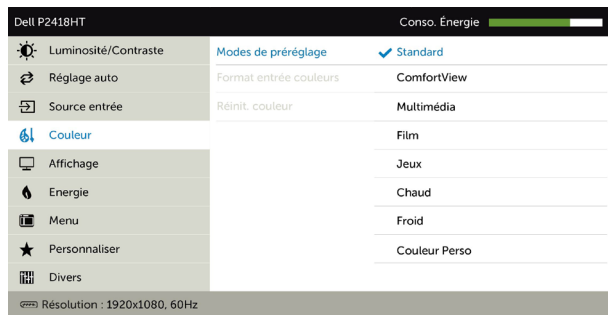 Dell P2418HT
Conso. Énergie
Luminosité/Contraste
Modes de préréglage
Standard
Réglage auto
Format entrée couleurs
ComfortView
Source entrée
Réinit. couleur
Multimédia
Couleur
Film
Affichage
Jeux
Energie
Chaud
Menu
Froid
Personnaliser
Couleur Perso
Divers
Résolution : 1920x1080, 60Hz